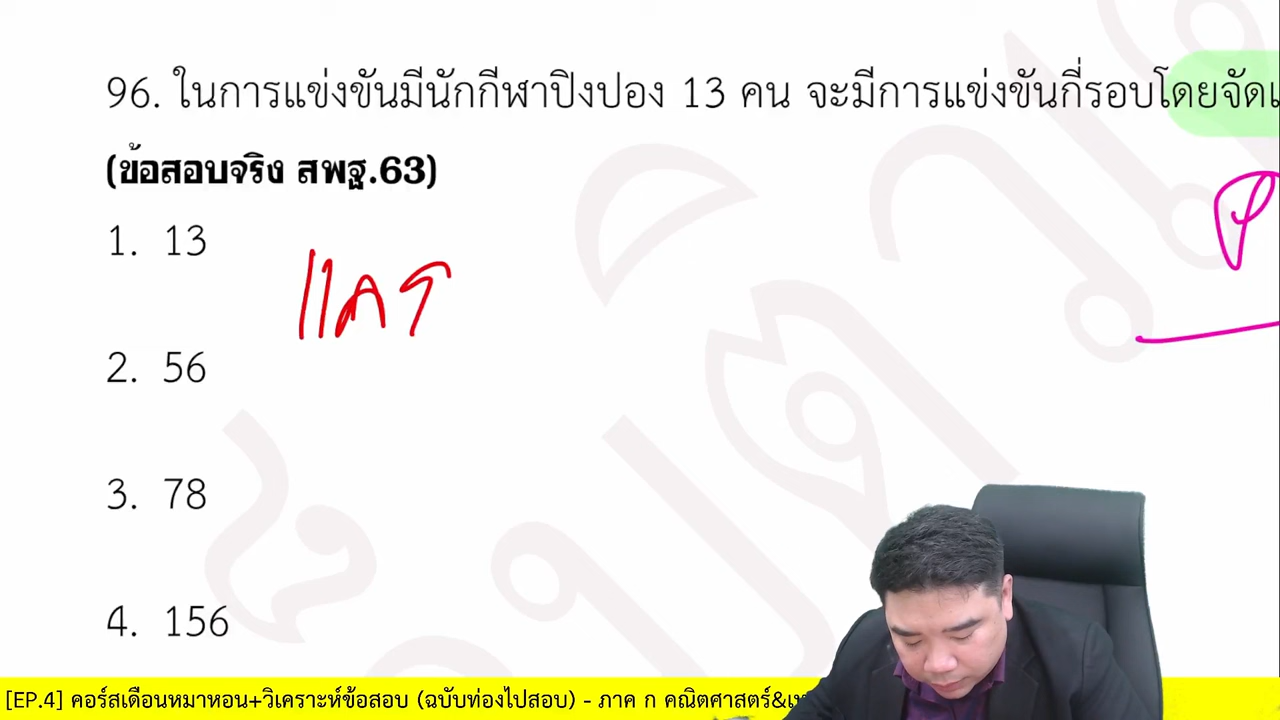 96. ในการแข่งขันมีนักกีฬาปิงปอง 13 คน จะมีการแข่งขันกี่รอบโดยจัด
(ข้อสอบจริง สพฐ.63)
1. 13
2. 56
3. 78
4. 156
[EP.4] คอร์สเดือนหมาหอน+วิเคราะห์ข้อสอบ (ฉบับท่องไปสอบ) - ภาค ก คณิตศาสตร์&